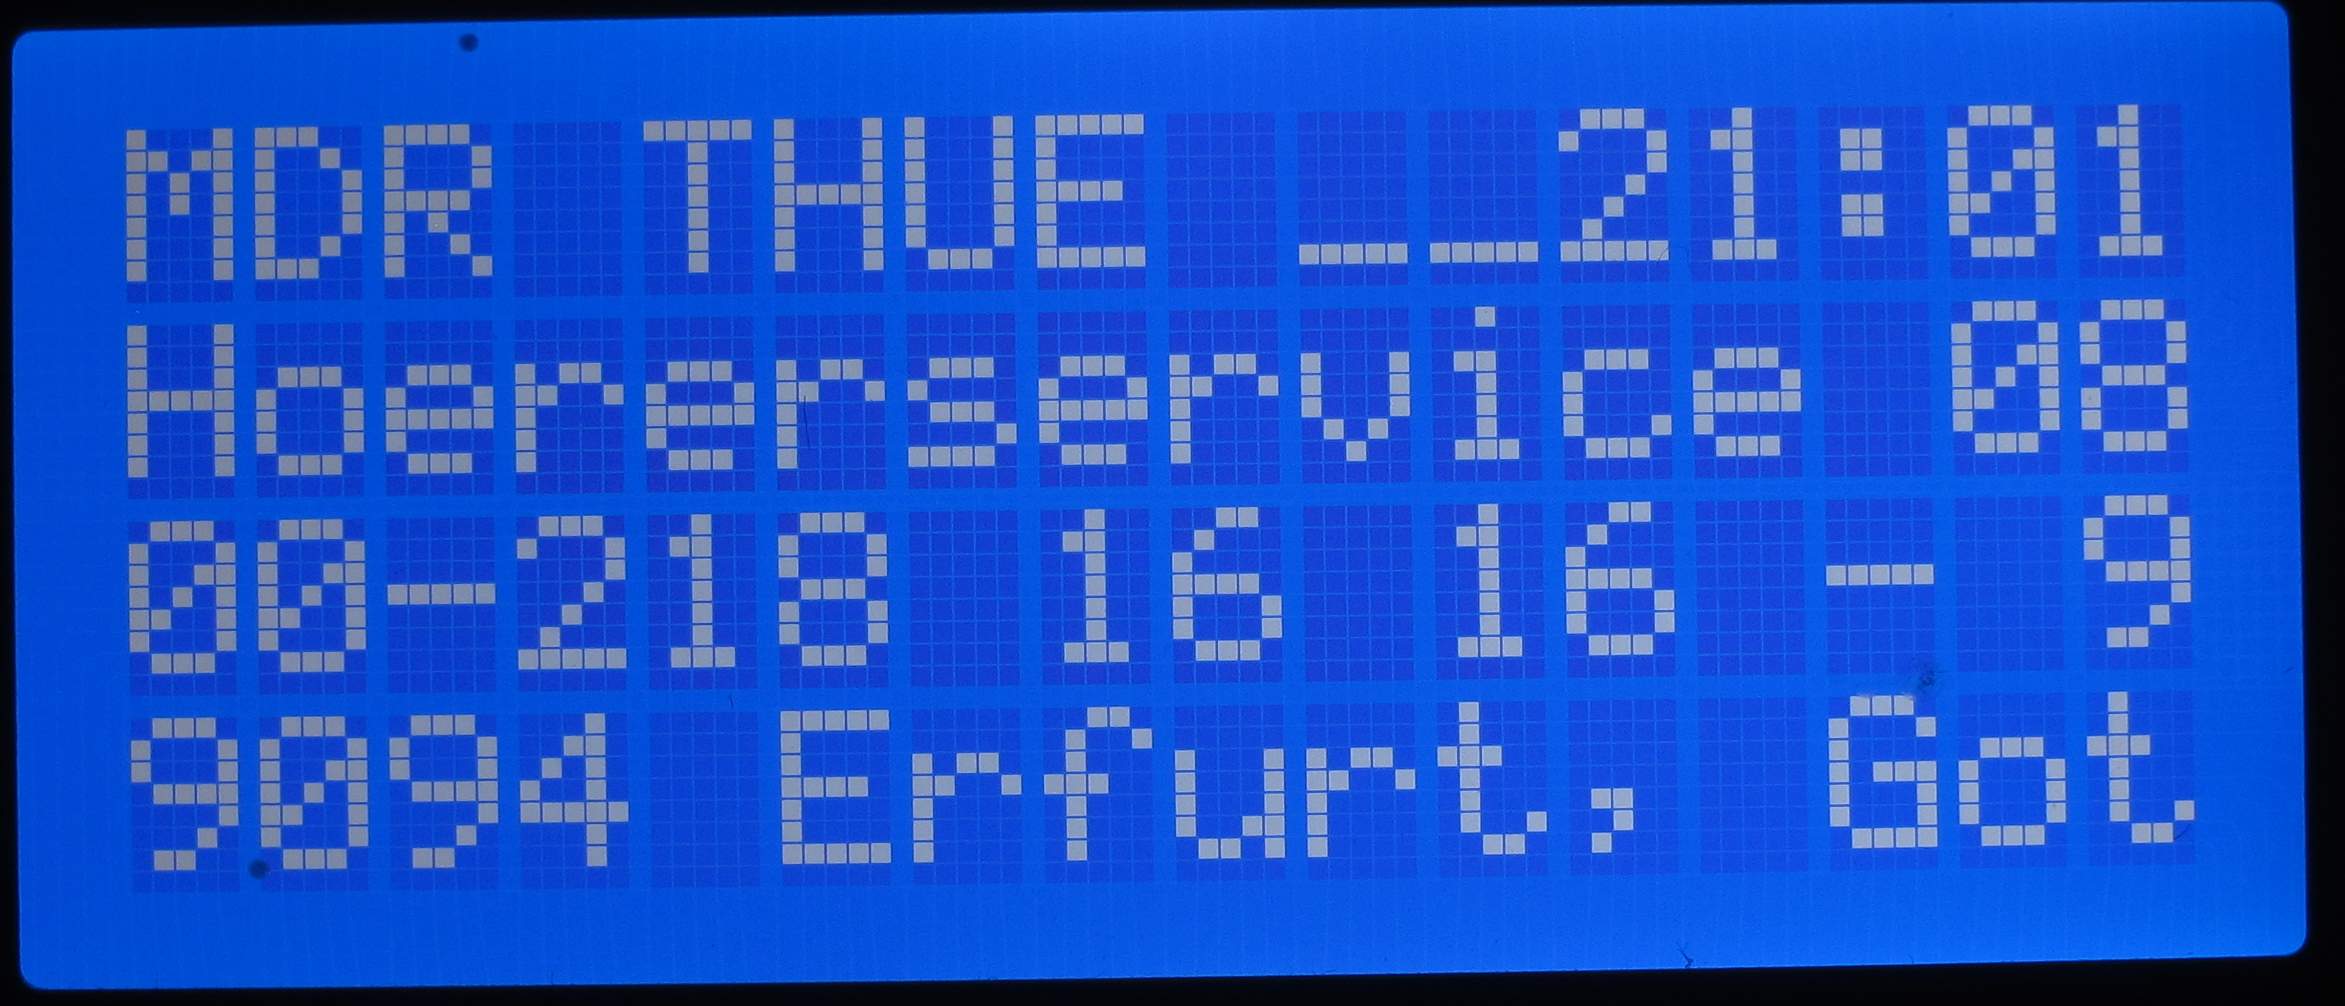 MDR THUE __21:01
Hoererservice 08
00-218 16 16 - 9
9094 Erfurt, Got